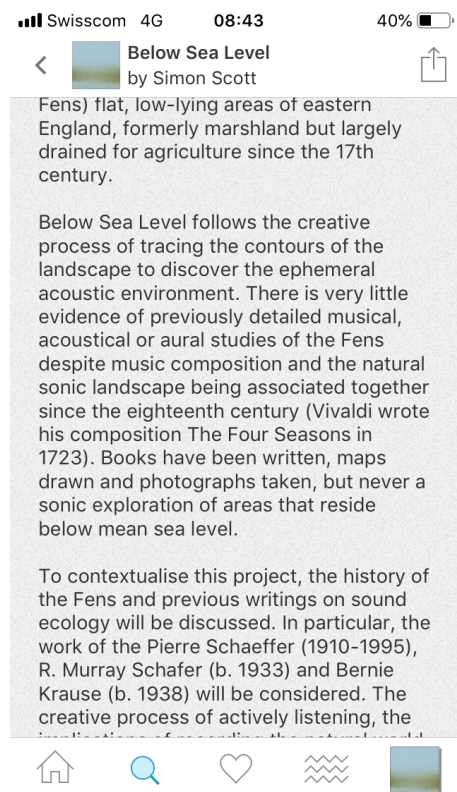 Swisscom 4G 08:43 40%
Below Sea Level
by Simon Scott
Fens) flat, low-lying areas of eastern
England, formerly marshland but largely
drained for agriculture since the 17th
century.
Below Sea Level follows the creative
process of tracing the contours of the
landscape to discover the ephemeral
acoustic environment. There is very little
evidence of previously detailed musical,
acoustical or aural studies of the Fens
despite music composition and the natural
sonic landscape being associated together
since the eighteenth century (Vivaldi wrote
his composition The Four Seasons in
1723). Books have been written, maps
drawn and photographs taken, but never a
sonic exploration of areas that reside
below mean sea level.
To contextualise this project, the history of
the Fens and previous writings on sound
ecology will be discussed. In particular, the
work of the Pierre Schaeffer (1910-1995),
R. Murray Schafer (b. 1933) and Bernie
Krause (b. 1938) will be considered. The
creative process of actively listening, the
implications of recording the natural world